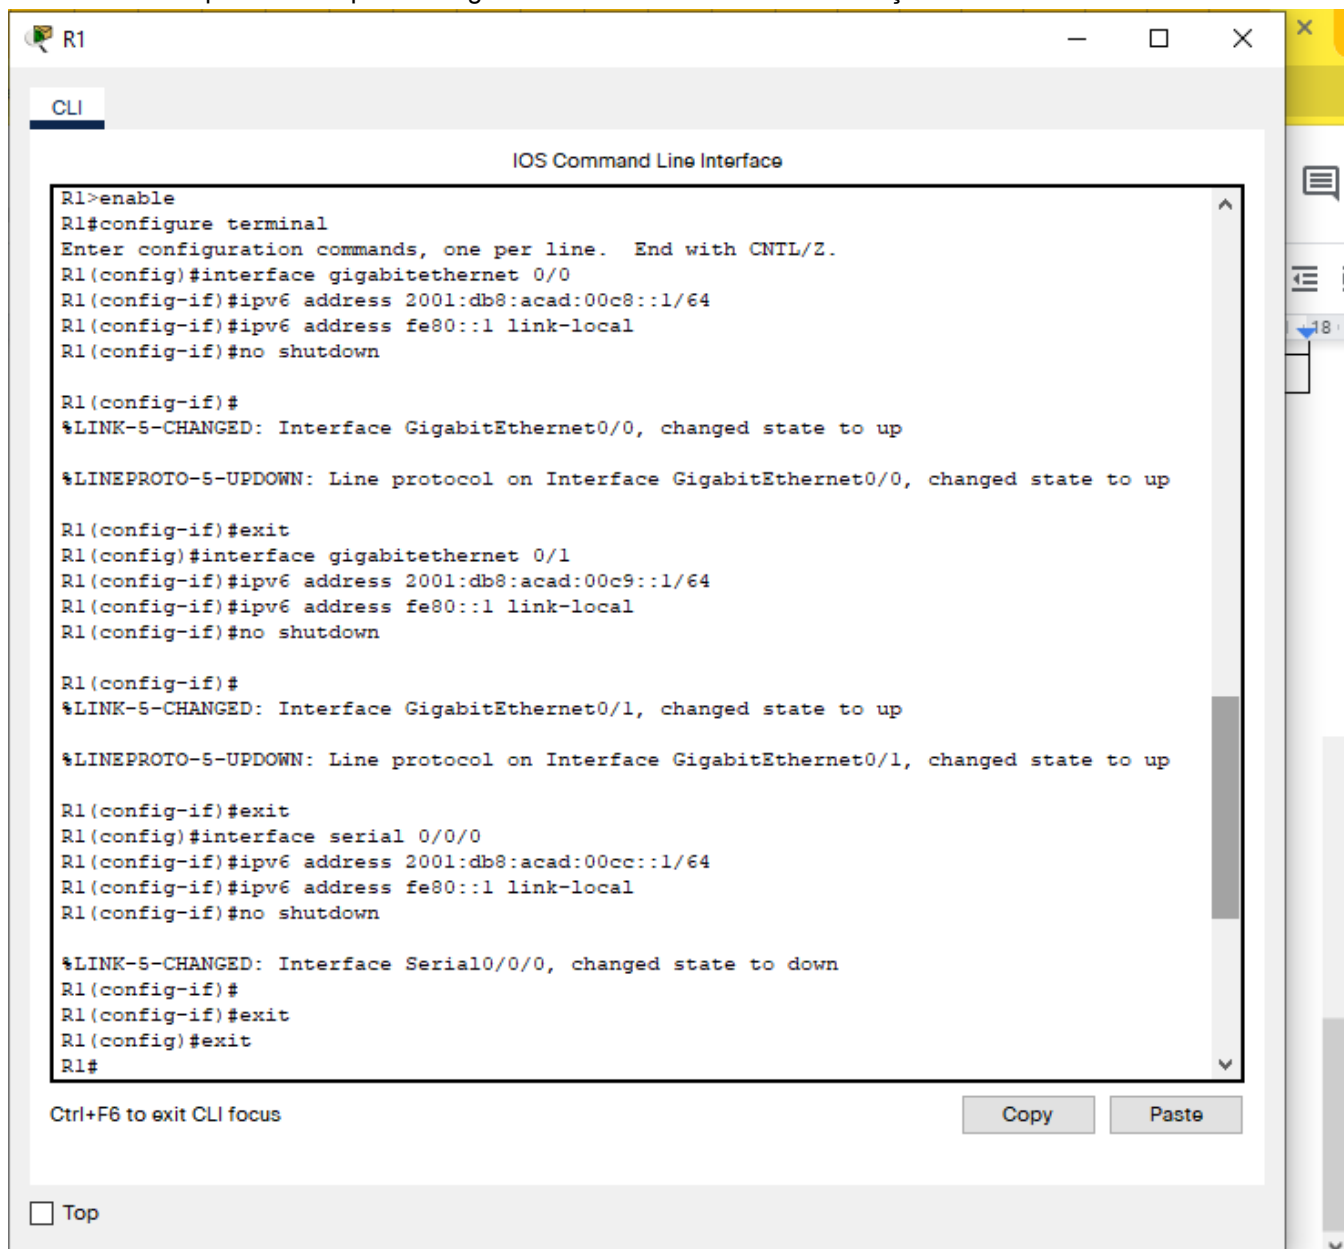 R1
CLI
IOS Command Line Interface
R1>enable
R1#configure terminal
Enter configuration commands, one per line.  End with CNTL/Z.
R1(config)#interface gigabitethernet 0/0
R1(config-if)#ipv6 address 2001:db8:acad:00c8::1/64
R1(config-if)#ipv6 address fe80::1 link-local
R1(config-if)#no shutdown
R1(config-if)#
%LINK-5-CHANGED: Interface GigabitEthernet0/0, changed state to up
%LINEPROTO-5-UPDOWN: Line protocol on Interface GigabitEthernet0/0, changed state to up
R1(config-if)#exit
R1(config)#interface gigabitethernet 0/1
R1(config-if)#ipv6 address 2001:db8:acad:00c9::1/64
R1(config-if)#ipv6 address fe80::1 link-local
R1(config-if)#no shutdown
R1(config-if)#
%LINK-5-CHANGED: Interface GigabitEthernet0/1, changed state to up
%LINEPROTO-5-UPDOWN: Line protocol on Interface GigabitEthernet0/1, changed state to up
R1(config-if)#exit
R1(config)#interface serial 0/0/0
R1(config-if)#ipv6 address 2001:db8:acad:00cc::1/64
R1(config-if)#ipv6 address fe80::1 link-local
R1(config-if)#no shutdown
%LINK-5-CHANGED: Interface Serial0/0/0, changed state to down
R1(config-if)#
R1(config-if)#exit
R1(config)#exit
R1#
Ctrl+F6 to exit CLI focus
Copy
Paste
Top
18